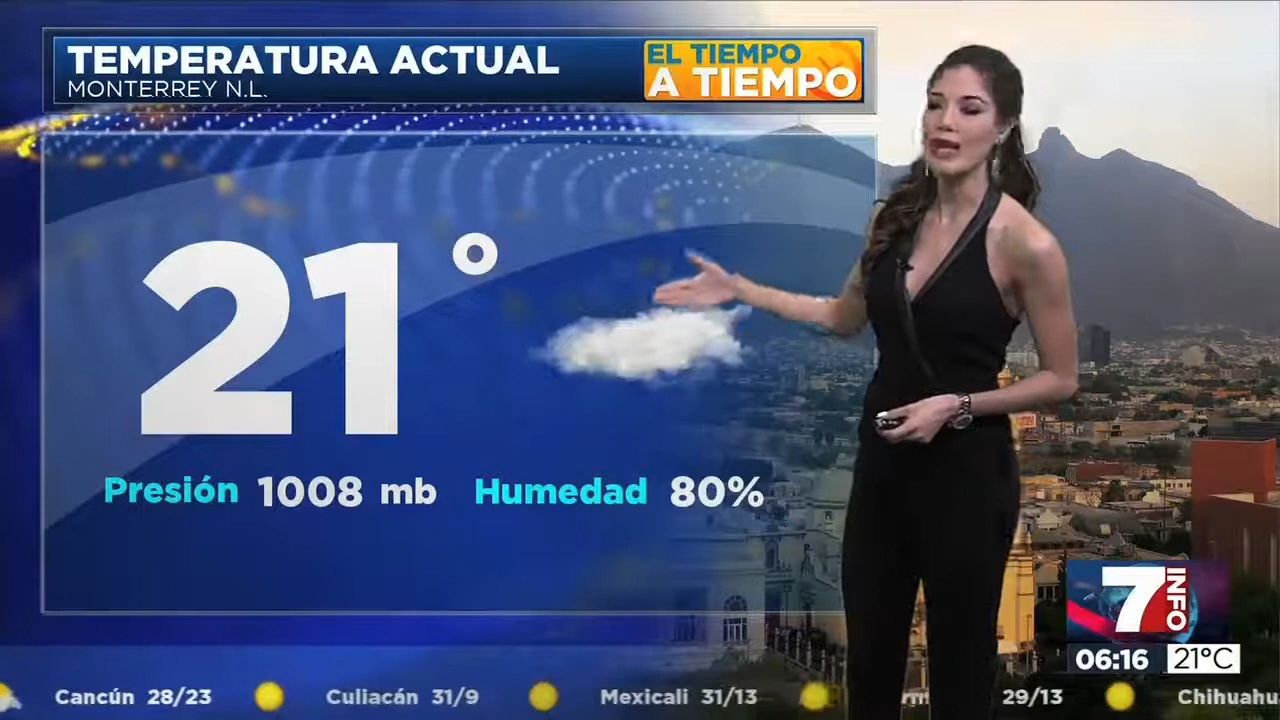 TEMPERATURA ACTUAL
MONTERREY N.L.
EL TIEMPO
A TIEMPO
21°
Presión 1008 mb Humedad 80%
7 INFO
06:16 21°C
Cancún 28/23 Culiacán 31/9 Mexicali 31/13 29/13